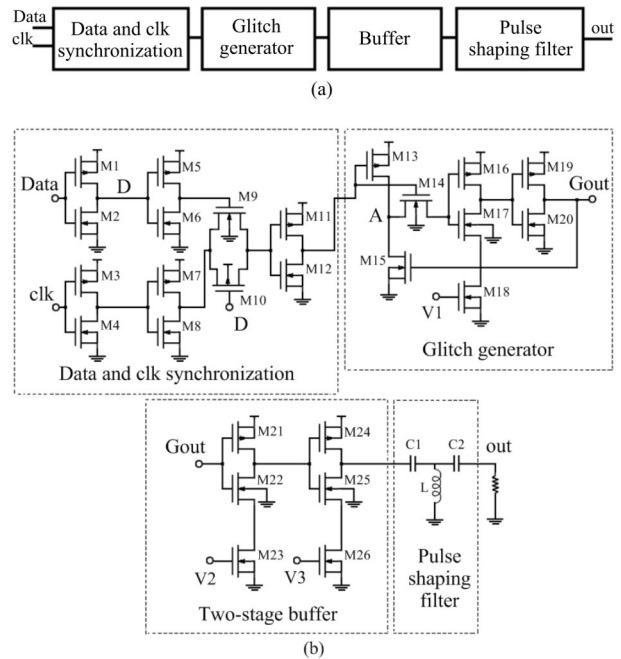 Data
clk
Data and clk
synchronization
Glitch
generator
Buffer
Pulse
shaping filter
out
(a)
M1
M5
M13
M16
M19
Data
D
M9
M14
Gout
M2
M6
M11
A
M17
M20
M3
M7
M12
M15
clk
M10
M18
M4
M8
D
V1
Data and clk synchronization
Glitch generator
M21
M24
Gout
C1
C2
out
M22
M25
L
M23
M26
V2
V3
Pulse
shaping
filter
Two-stage buffer
(b)